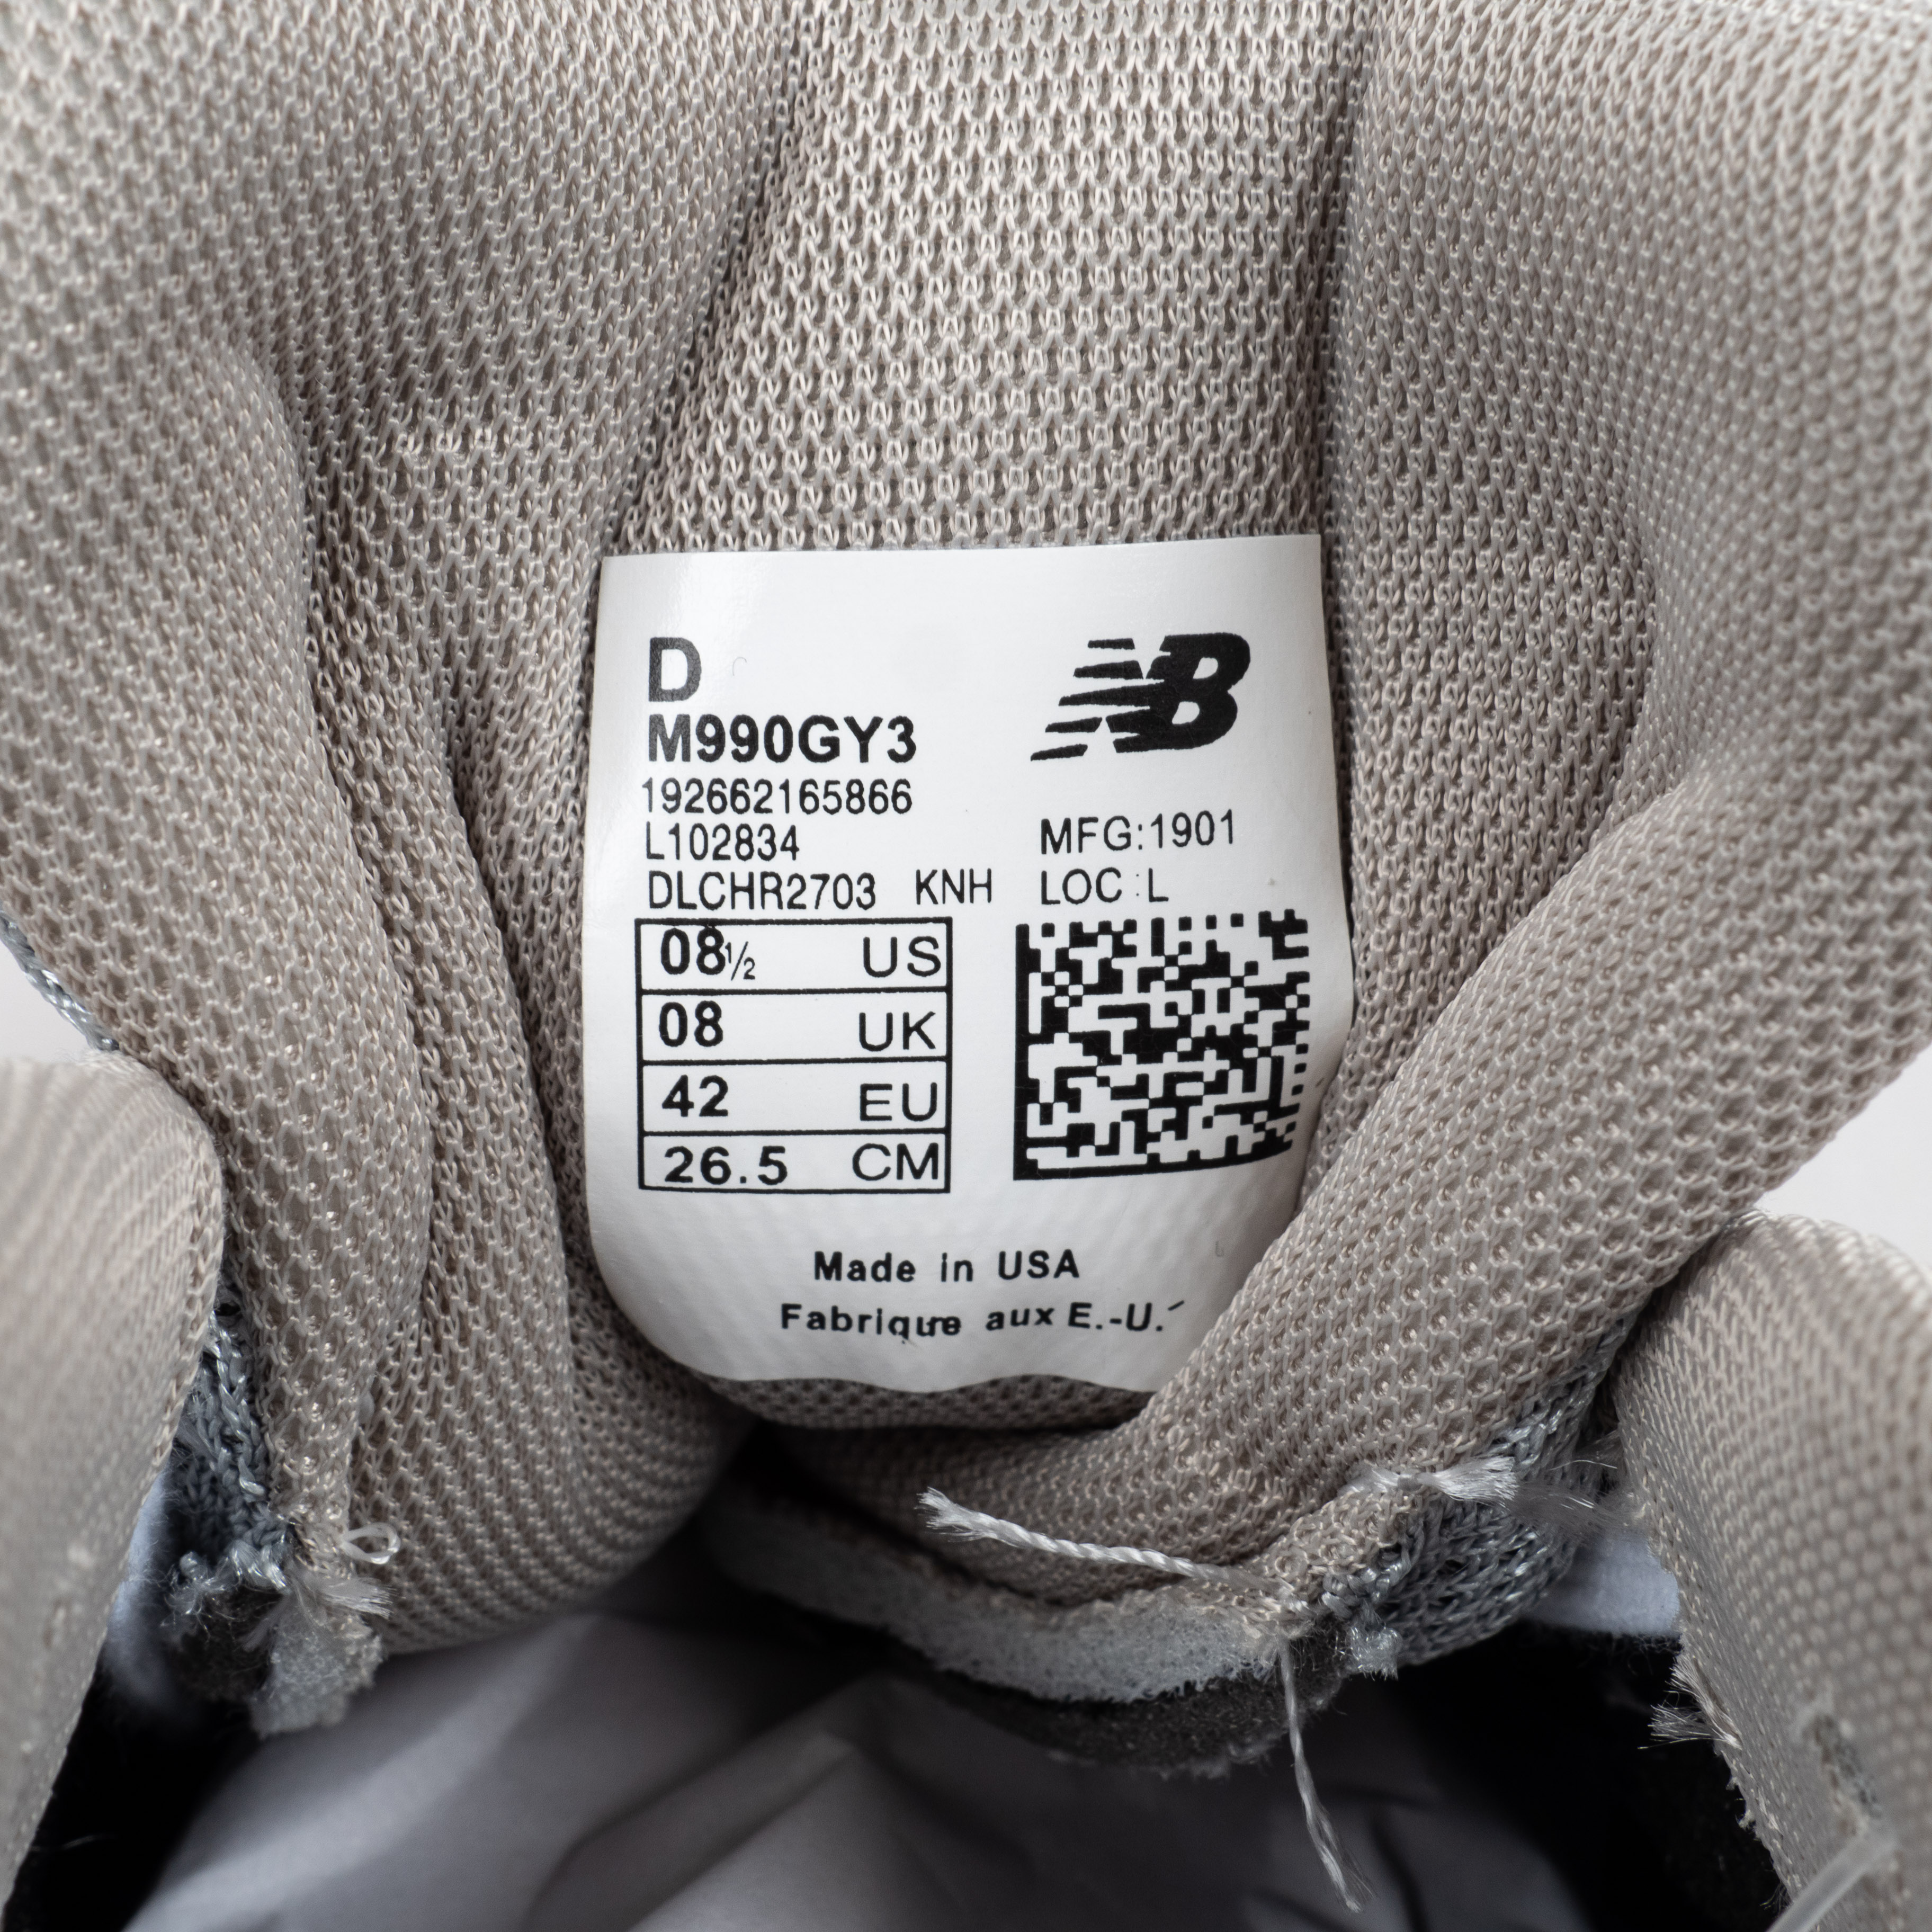 D
NB
M990GY3
192662165866
L102834
MFG:1901
DLCHR2703 KNH
LOC:L
08½ US
08 UK
42 EU
26.5 CM
Made in USA
Fabrique aux E.-U.